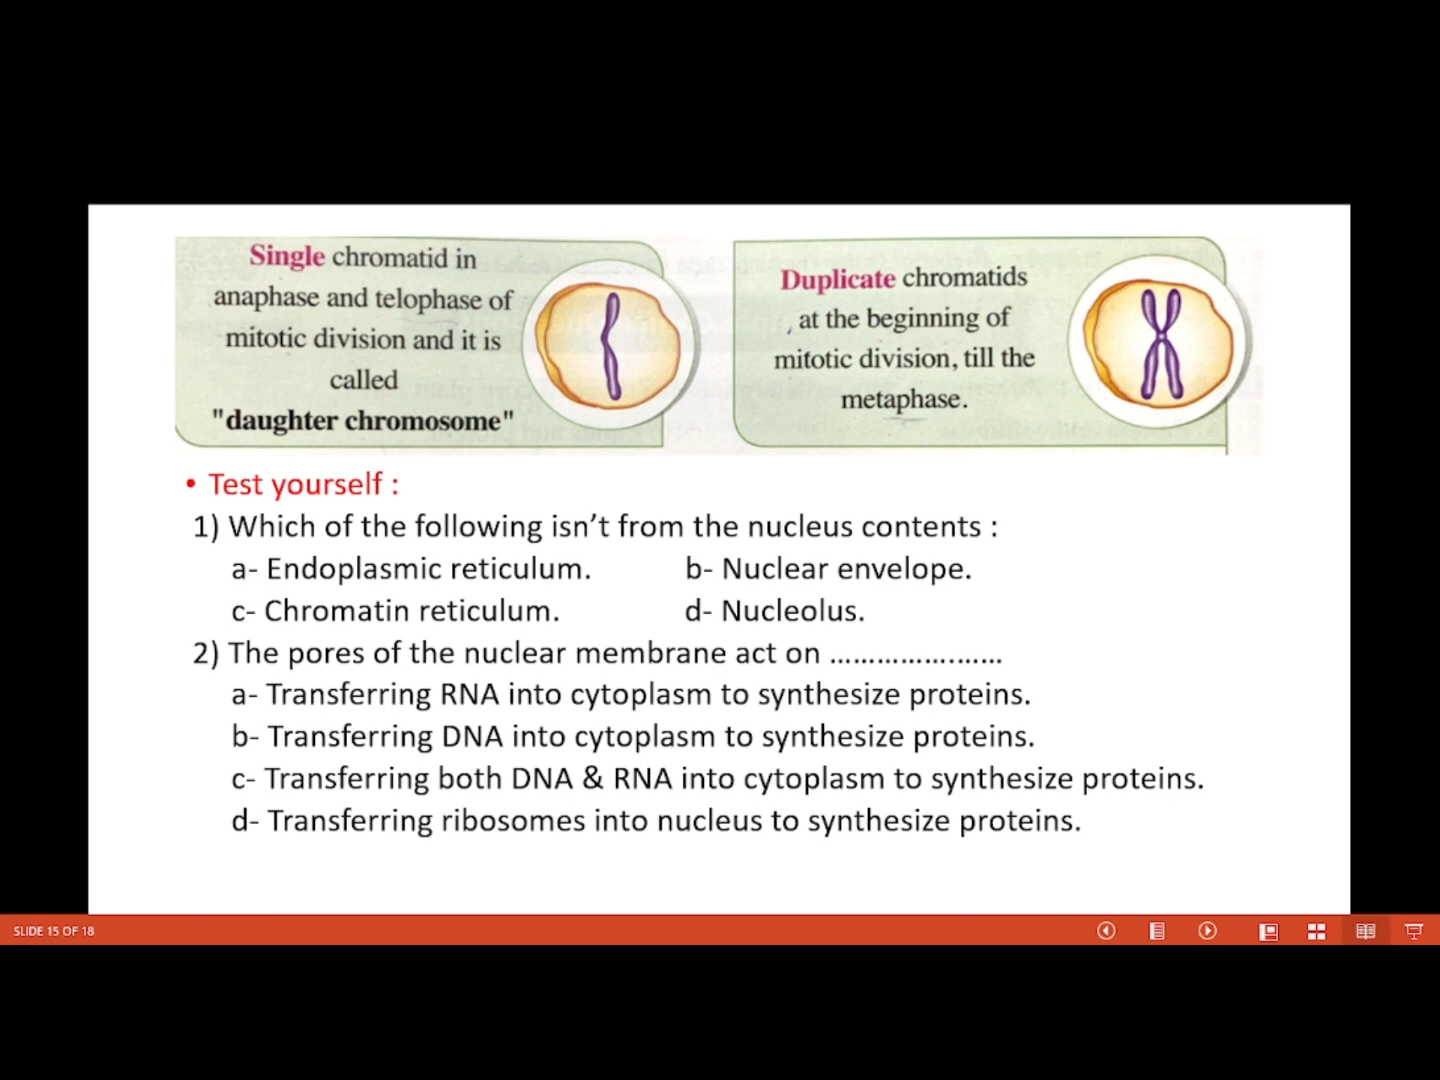 Single chromatid in
anaphase and telophase of
mitotic division and it is
called
"daughter chromosome"
Duplicate chromatids
at the beginning of
mitotic division, till the
metaphase.
• Test yourself :
1) Which of the following isn’t from the nucleus contents :
a- Endoplasmic reticulum. b- Nuclear envelope.
c- Chromatin reticulum. d- Nucleolus.
2) The pores of the nuclear membrane act on ......................
a- Transferring RNA into cytoplasm to synthesize proteins.
b- Transferring DNA into cytoplasm to synthesize proteins.
c- Transferring both DNA & RNA into cytoplasm to synthesize proteins.
d- Transferring ribosomes into nucleus to synthesize proteins.
SLIDE 15 OF 18